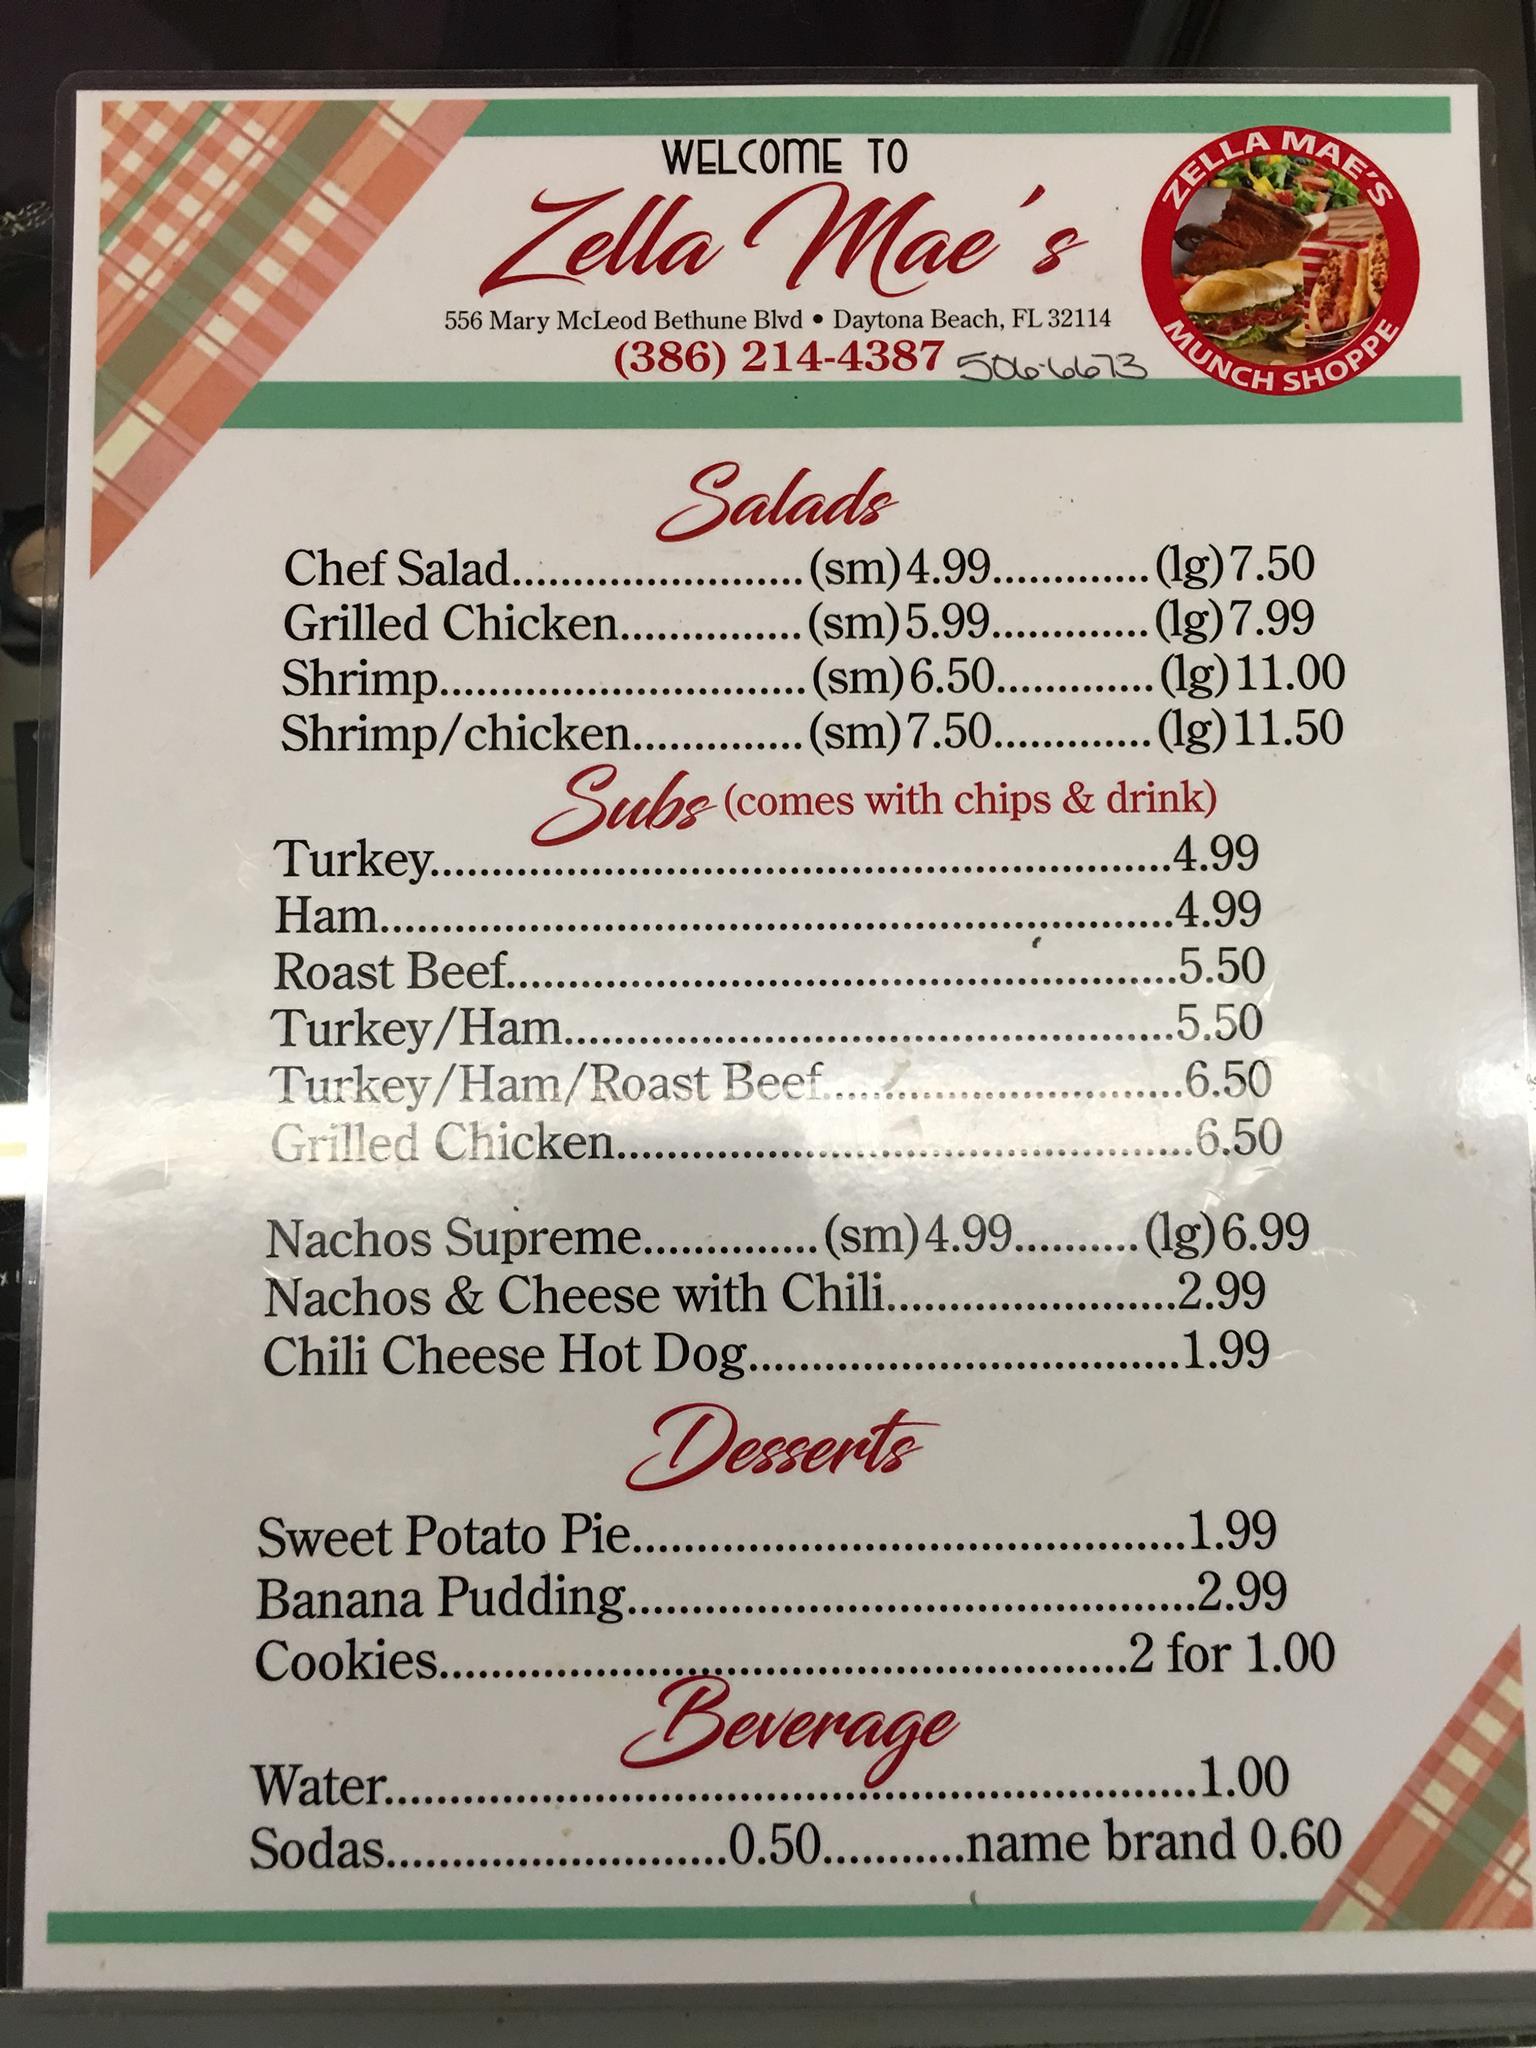 WELCOME TO
Zella Mae's
556 Mary McLeod Bethune Blvd • Daytona Beach, FL 32114
(386) 214-4387 506-6673
ZELLA MAE'S
MUNCH SHOPPE
Salads
Chef Salad........................(sm)4.99.............(lg)7.50
Grilled Chicken...............(sm)5.99.............(lg)7.99
Shrimp..............................(sm)6.50.............(lg)11.00
Shrimp/chicken..............(sm)7.50.............(lg)11.50
Subs (comes with chips & drink)
Turkey.............................................................4.99
Ham.................................................................4.99
Roast Beef.......................................................5.50
Turkey/Ham..................................................5.50
Turkey/Ham/Roast Beef.............................6.50
Grilled Chicken...............................................6.50
Nachos Supreme..............(sm)4.99..........(lg)6.99
Nachos & Cheese with Chili.......................2.99
Chili Cheese Hot Dog...................................1.99
Desserts
Sweet Potato Pie.............................................1.99
Banana Pudding..............................................2.99
Cookies........................................................2 for 1.00
Beverage
Water.................................................................1.00
Sodas...........................0.50...........name brand 0.60